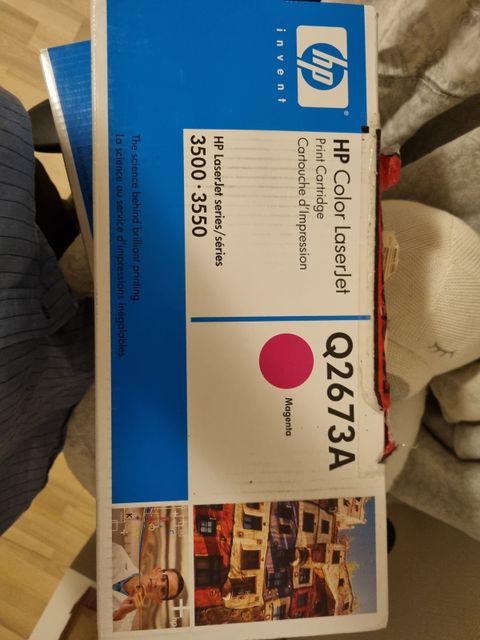 hp
®
invent
HP Color LaserJet
Print Cartridge
Cartouche d'Impression
HP LaserJet series/séries
3500 • 3550
The science behind brilliant printing.
La science au service d'impressions inégalables.
Q2673A
Magenta